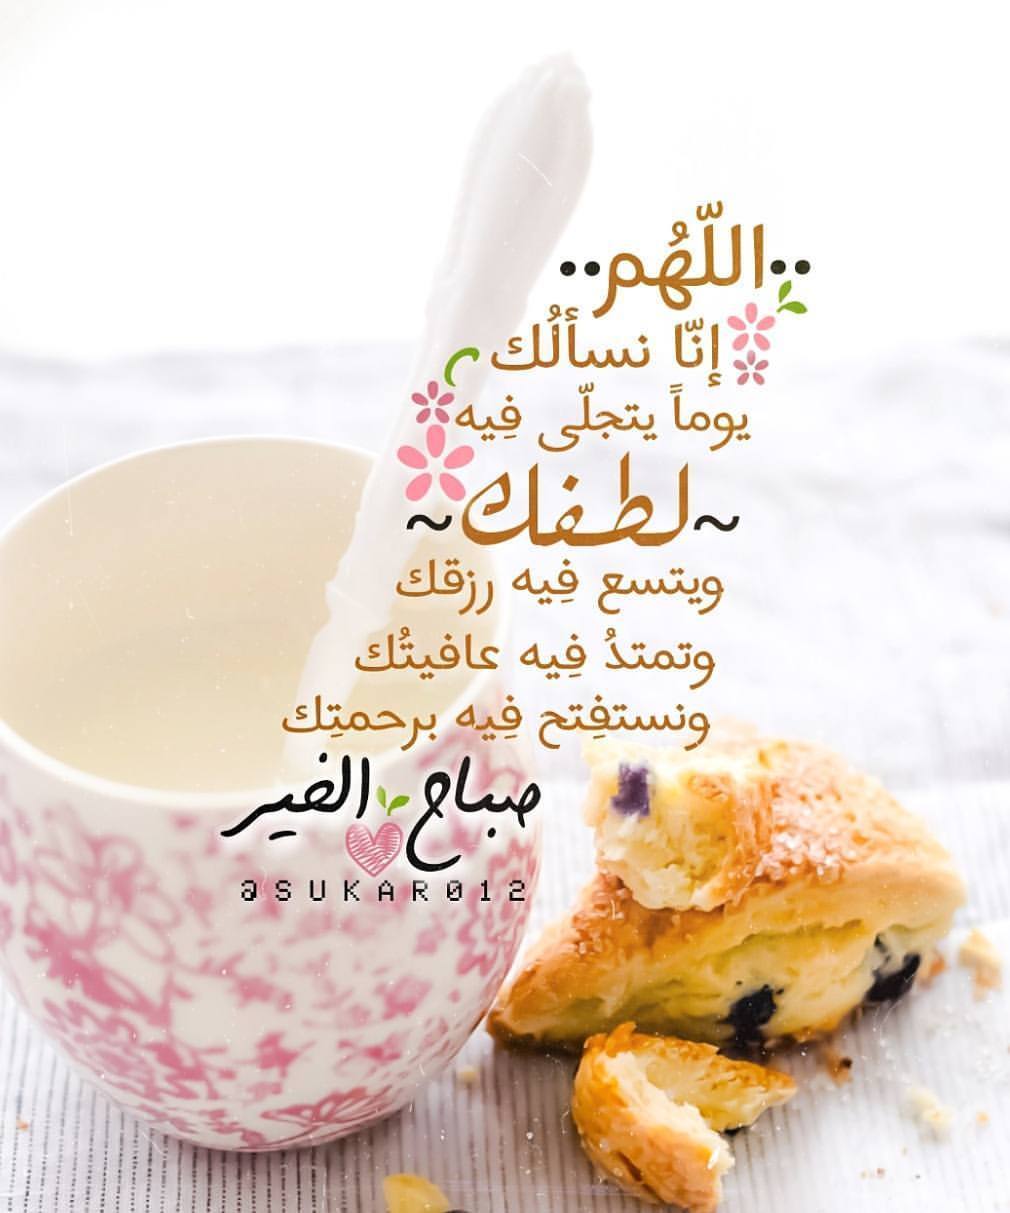 ••اللّهُم••
إنّا نسألُك
يوماً يتجلّى فِيه
~لطفك~
ويتسع فِيه رزقك
وتمتدُ فِيه عافيتُك
ونستفِتح فِيه برحمتِك
صباح الخير
@SUKAR012